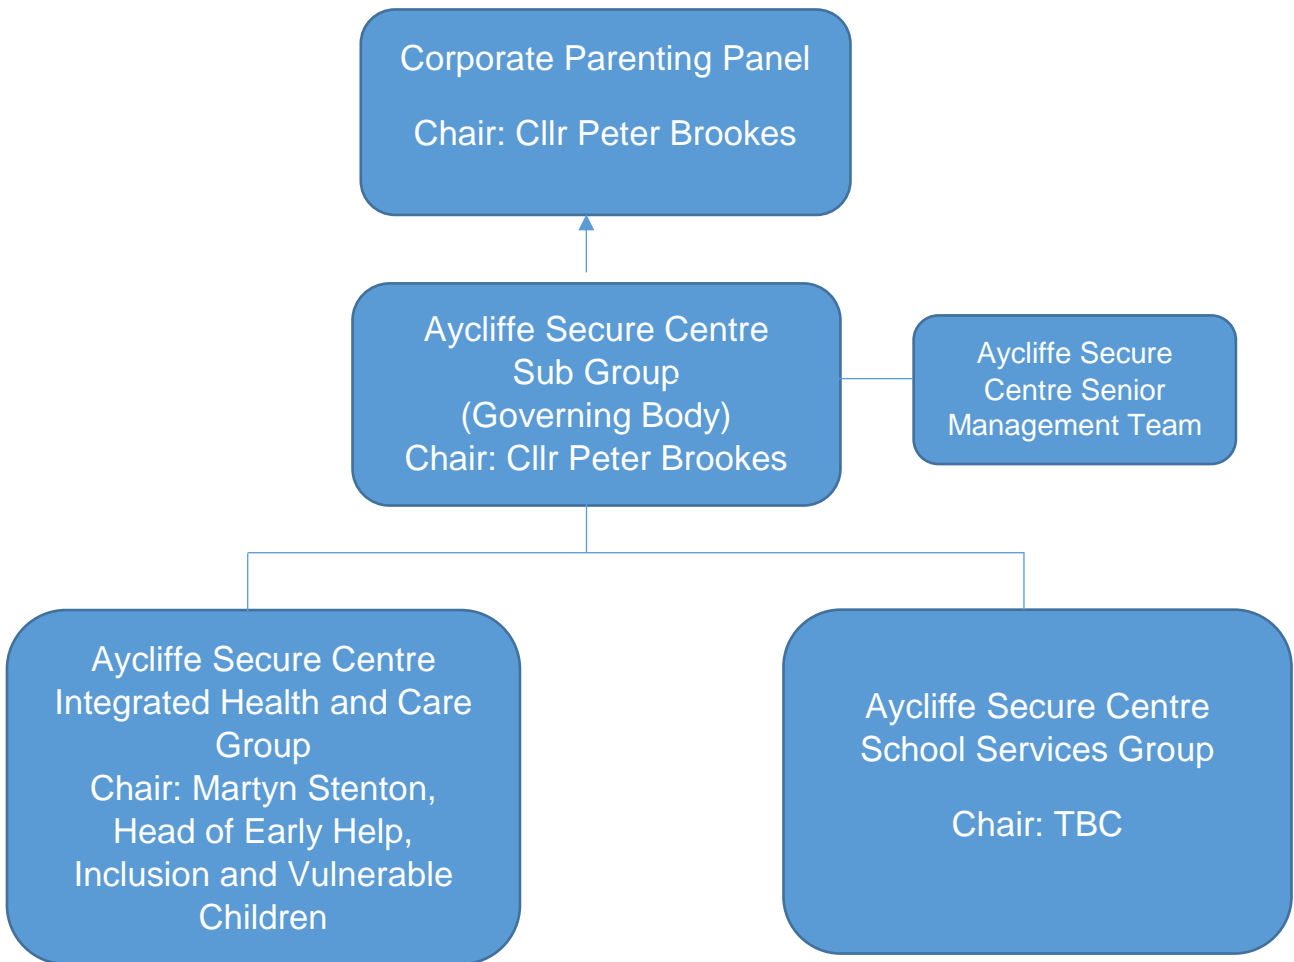 Corporate Parenting Panel
Chair: Cllr Peter Brookes
Aycliffe Secure Centre
Sub Group
(Governing Body)
Chair: Cllr Peter Brookes
Aycliffe Secure
Centre Senior
Management Team
Aycliffe Secure Centre
Integrated Health and Care
Group
Chair: Martyn Stenton,
Head of Early Help,
Inclusion and Vulnerable
Children
Aycliffe Secure Centre
School Services Group
Chair: TBC